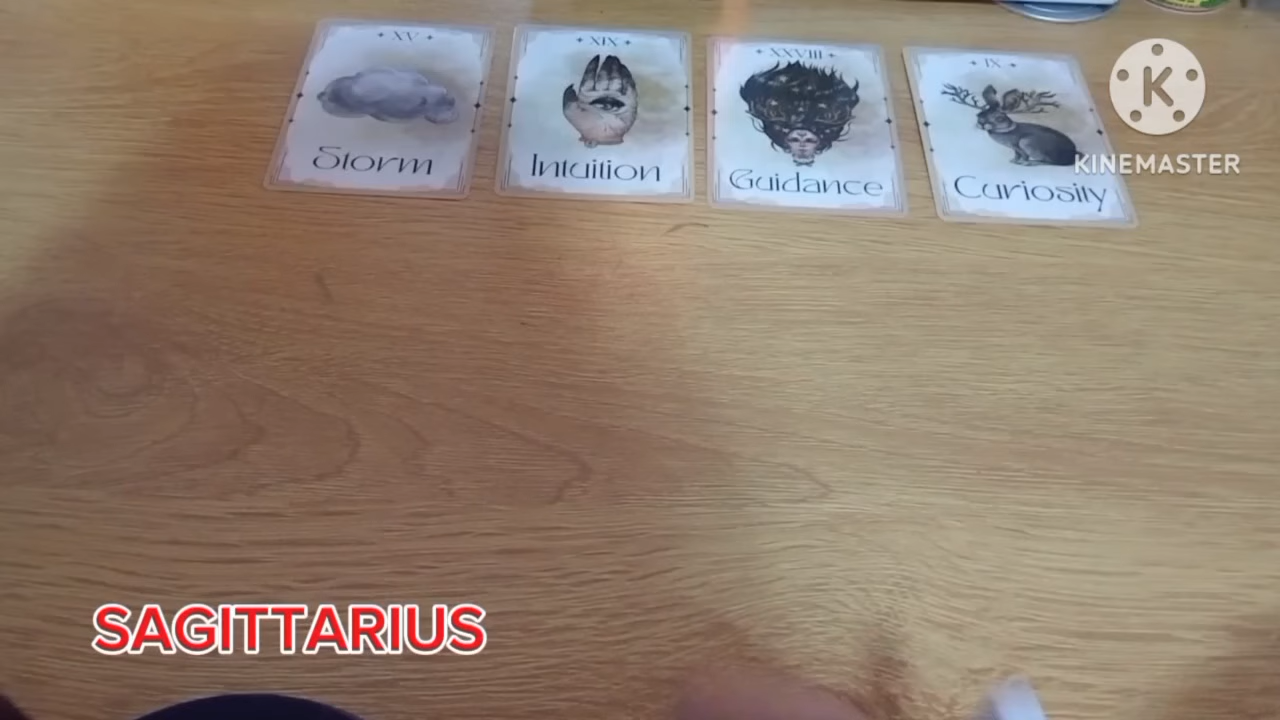 XV
Storm
XIX
Intuition
XXVIII
Guidance
IX
Curiosity
K
KINEMASTER
SAGITTARIUS